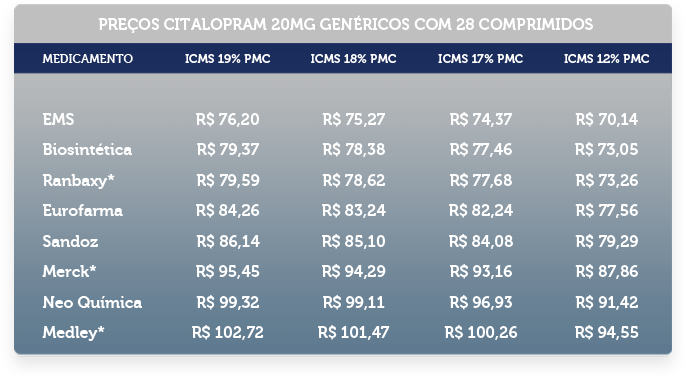 PREÇOS CITALOPRAM 20MG GENÉRICOS COM 28 COMPRIMIDOS
MEDICAMENTO ICMS 19% PMC ICMS 18% PMC ICMS 17% PMC ICMS 12% PMC
EMS R$ 76,20 R$ 75,27 R$ 74,37 R$ 70,14
Biosintética R$ 79,37 R$ 78,38 R$ 77,46 R$ 73,05
Ranbaxy* R$ 79,59 R$ 78,62 R$ 77,68 R$ 73,26
Eurofarma R$ 84,26 R$ 83,24 R$ 82,24 R$ 77,56
Sandoz R$ 86,14 R$ 85,10 R$ 84,08 R$ 79,29
Merck* R$ 95,45 R$ 94,29 R$ 93,16 R$ 87,86
Neo Química R$ 99,32 R$ 99,11 R$ 96,93 R$ 91,42
Medley* R$ 102,72 R$ 101,47 R$ 100,26 R$ 94,55